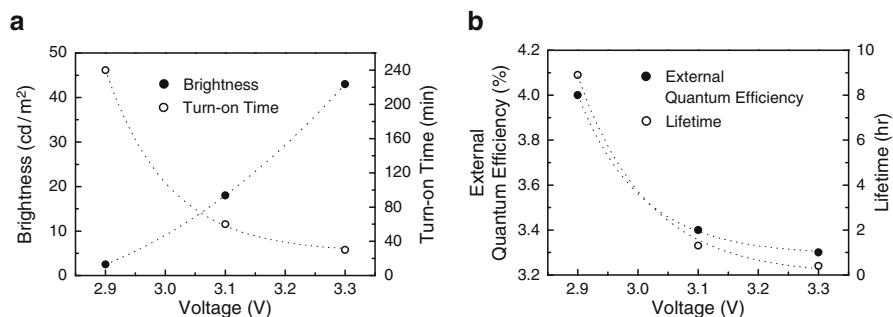 a
50
40
30
20
10
0
Brightness (cd/m²)
Brightness
Turn-on Time
240
200
160
120
80
40
0
Turn-on Time (min)
2.9 3.0 3.1 3.2 3.3
Voltage (V)
b
4.2
4.0
3.8
3.6
3.4
3.2
External
Quantum Efficiency (%)
External
Quantum Efficiency
Lifetime
10
8
6
4
2
0
Lifetime (hr)
2.9 3.0 3.1 3.2 3.3
Voltage (V)